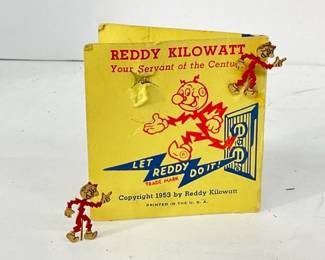 REDDY KILOWATT
Your Servant of the Centu
LET
REDDY
DO IT!
TRADE MARK
Copyright 1953 by Reddy Kilowatt
PRINTED IN THE U. S. A.